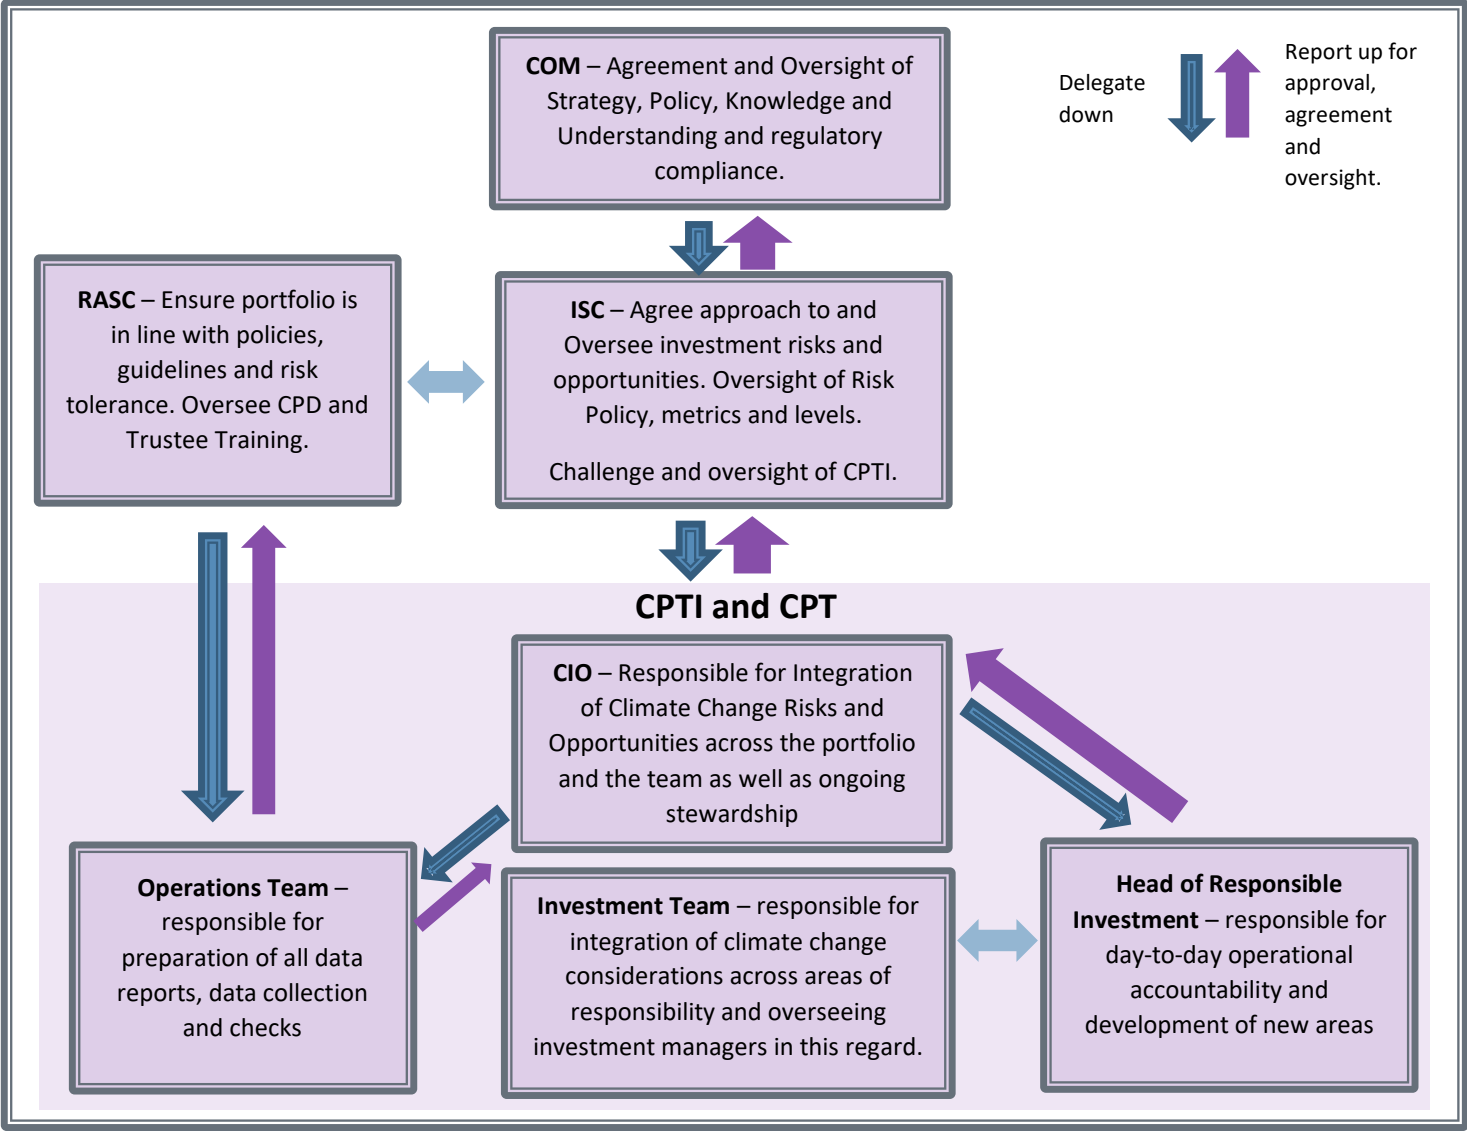 COM – Agreement and Oversight of
Strategy, Policy, Knowledge and
Understanding and regulatory
compliance.
Delegate
down
Report up for
approval,
agreement
and
oversight.
RASC – Ensure portfolio is
in line with policies,
guidelines and risk
tolerance. Oversee CPD and
Trustee Training.
ISC – Agree approach to and
Oversee investment risks and
opportunities. Oversight of Risk
Policy, metrics and levels.
Challenge and oversight of CPTI.
CPTI and CPT
CIO – Responsible for Integration
of Climate Change Risks and
Opportunities across the portfolio
and the team as well as ongoing
stewardship
Operations Team –
responsible for
preparation of all data
reports, data collection
and checks
Investment Team – responsible for
integration of climate change
considerations across areas of
responsibility and overseeing
investment managers in this regard.
Head of Responsible
Investment – responsible for
day-to-day operational
accountability and
development of new areas